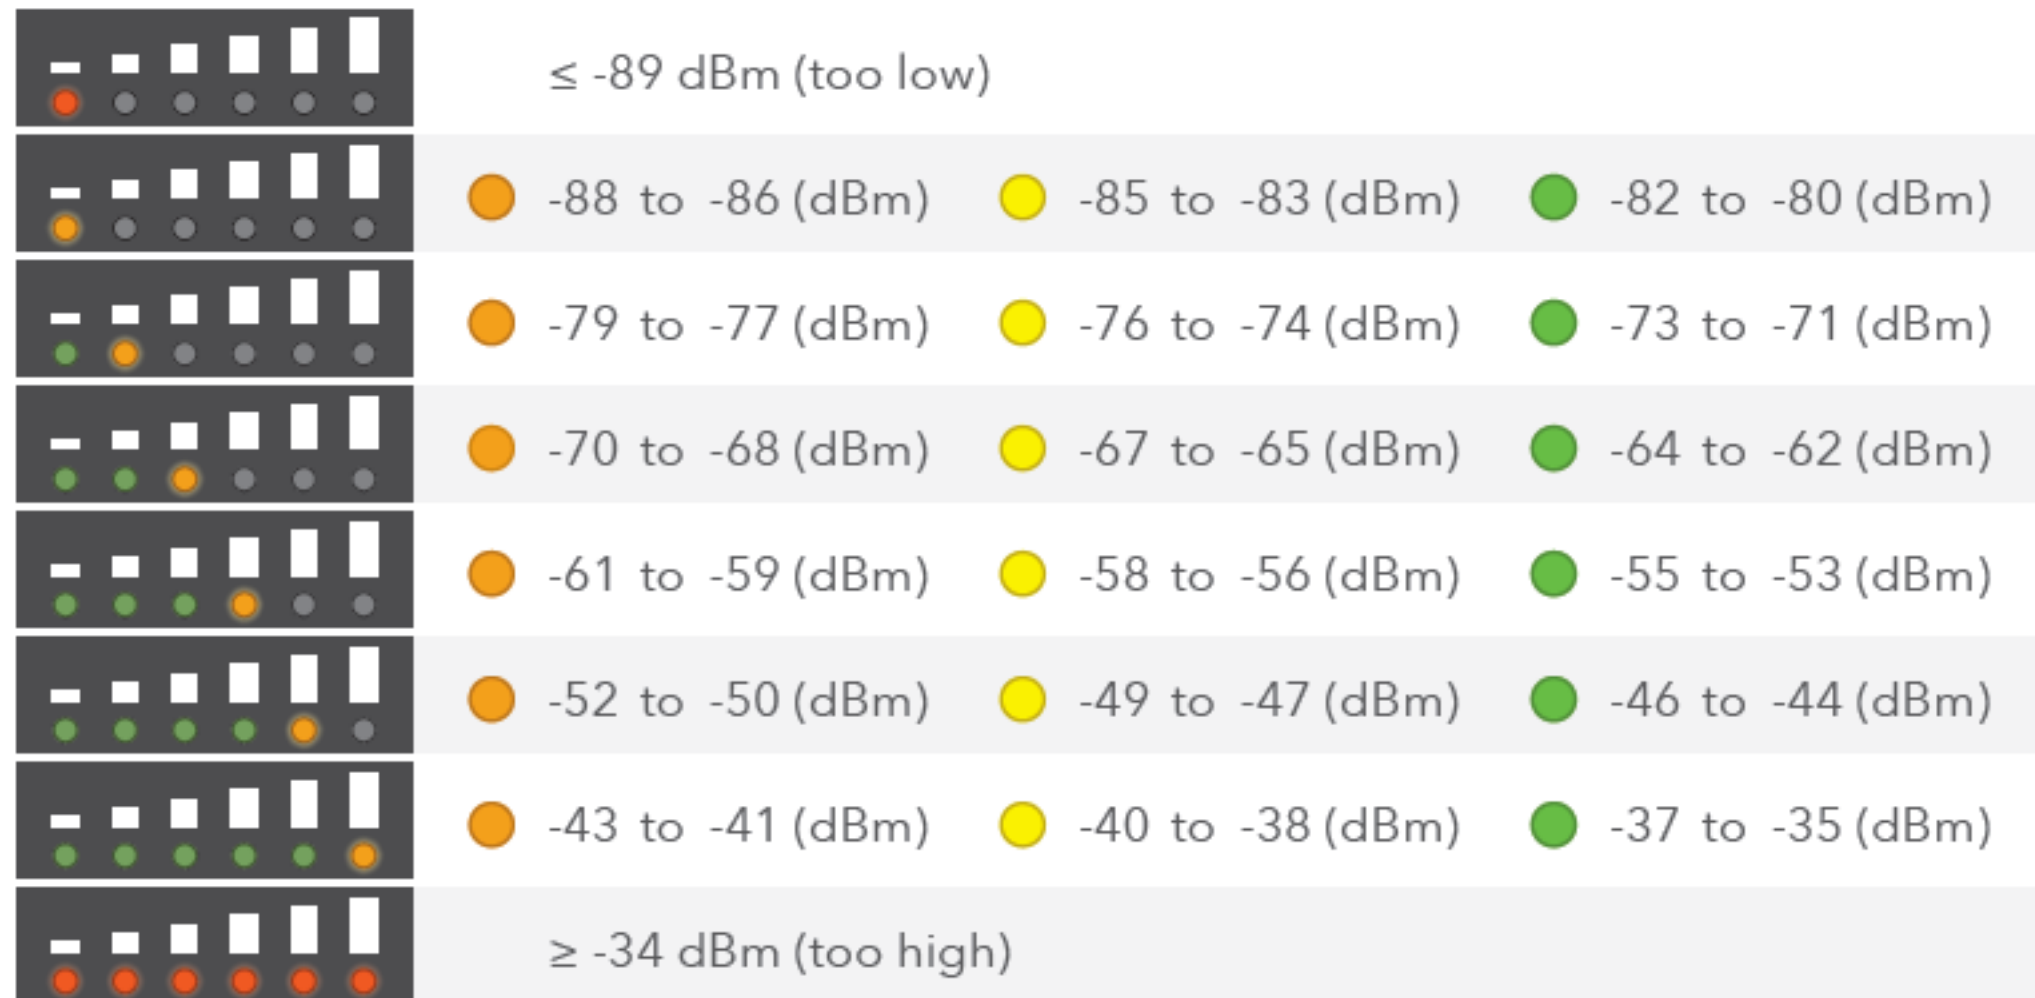 ≤ -89 dBm (too low)
-88 to -86 (dBm) -85 to -83 (dBm) -82 to -80 (dBm)
-79 to -77 (dBm) -76 to -74 (dBm) -73 to -71 (dBm)
-70 to -68 (dBm) -67 to -65 (dBm) -64 to -62 (dBm)
-61 to -59 (dBm) -58 to -56 (dBm) -55 to -53 (dBm)
-52 to -50 (dBm) -49 to -47 (dBm) -46 to -44 (dBm)
-43 to -41 (dBm) -40 to -38 (dBm) -37 to -35 (dBm)
≥ -34 dBm (too high)